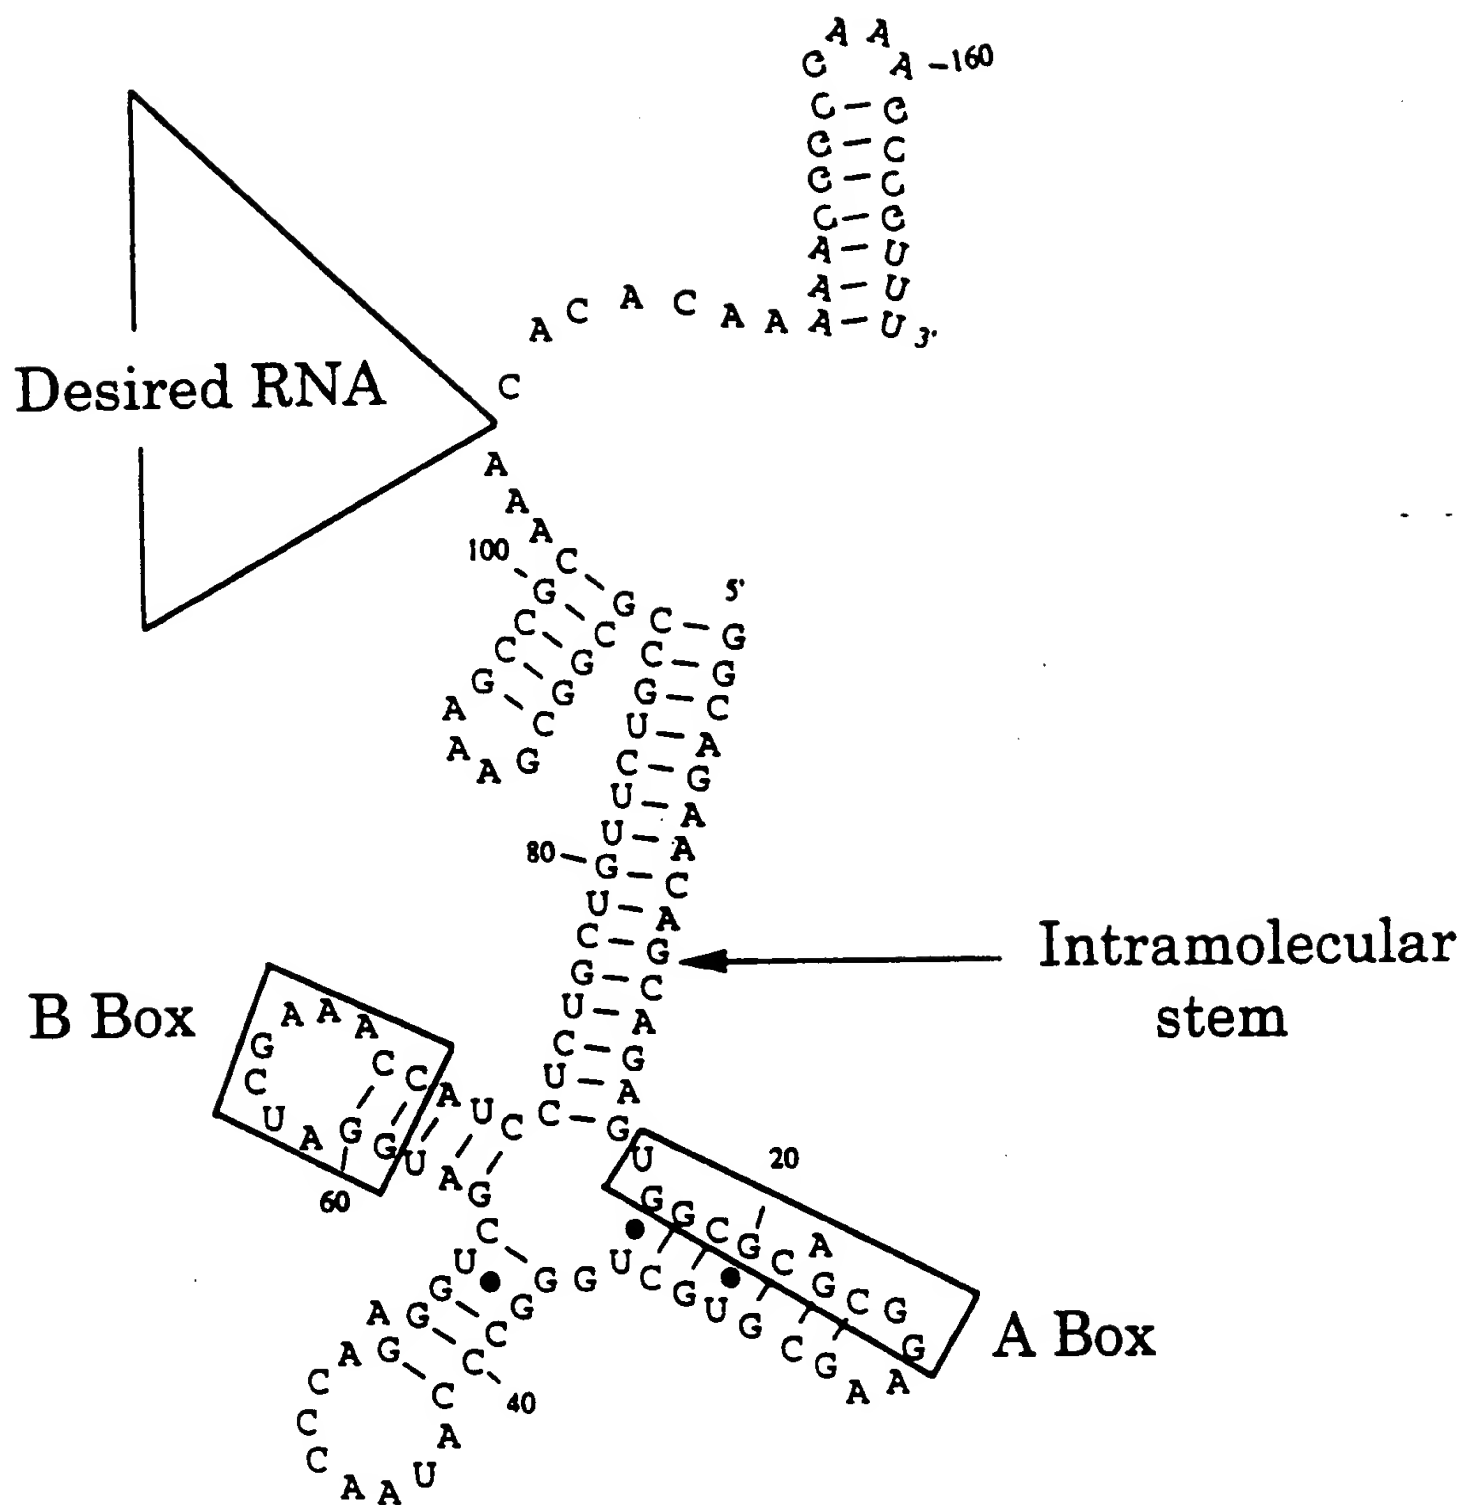 A A
C A –160
C – C
C – C
C – C
C – C
A – U
A – U
A – U 3'
C A C A C A A
Desired RNA
A A A C G C C G A A A G C G G C G
100
5'
G G C A G A A C A G C A G A G
C C G U C U U G U C G U C U C
80
Intramolecular
stem
B Box
C U A C C A A A G C U A G G U A G
60
20
U G G C G C A G C G G G
A Box
A A G C G U G C U G G
G C C C A U A A C C C A A G G G U C
40